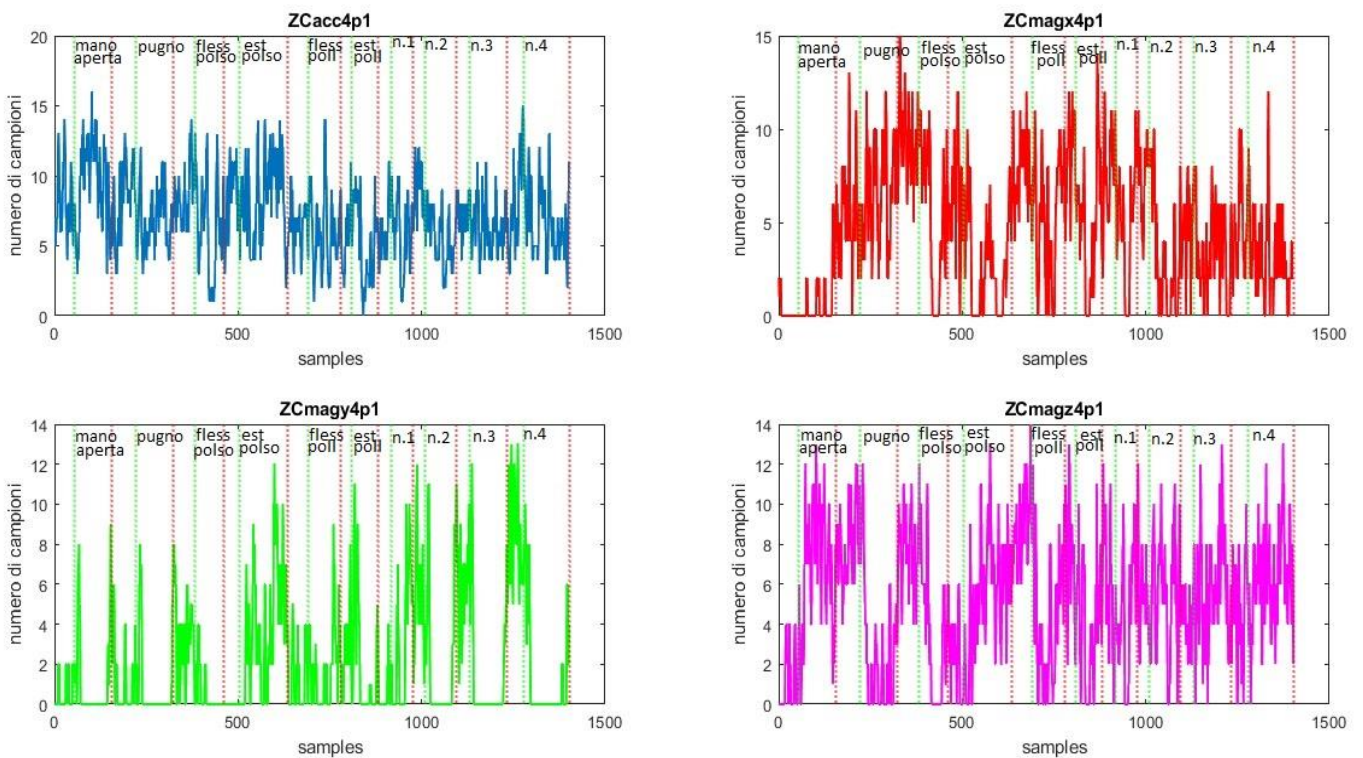 ZCacc4p1
numero di campioni
20
15
10
5
0
mano aperta
pugno
fless polso
est polso
fless poll
est poll
n.1
n.2
n.3
n.4
0
500
1000
1500
samples
ZCmagx4p1
numero di campioni
15
10
5
0
mano aperta
pugno
fless polso
est polso
fless poll
est poll
n.1
n.2
n.3
n.4
0
500
1000
1500
samples
ZCmagy4p1
numero di campioni
14
12
10
8
6
4
2
0
mano aperta
pugno
fless polso
est polso
fless poll
est poll
n.1
n.2
n.3
n.4
0
500
1000
1500
samples
ZCmagz4p1
numero di campioni
14
12
10
8
6
4
2
0
mano aperta
pugno
fless polso
est polso
fless poll
est poll
n.1
n.2
n.3
n.4
0
500
1000
1500
samples